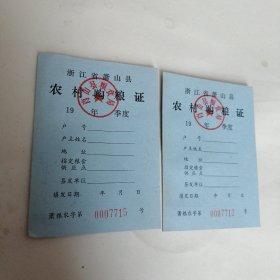 浙江省萧山县
农村购粮证
19 年 季度
户号
户主姓名
地址
指定粮食
供应点
签发单位
填发日期 年 月 日
萧粮农字第 0007715 号
浙江省萧山县
农村购粮证
19 年 季度
户号
户主姓名
地址
指定粮食
供应点
签发单位
填发日期 年 月 日
萧粮农字第 号